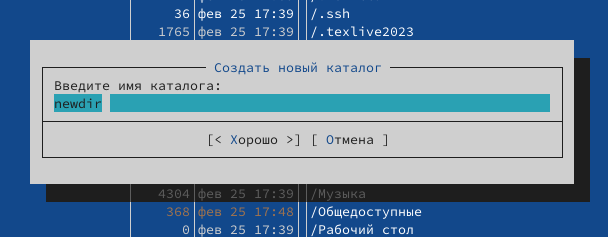 36 фев 25 17:39 /.ssh
1765 фев 25 17:39 /.texlive2023
Создать новый каталог
Введите имя каталога:
newdir
[< Хорошо >] [ Отмена ]
4304 фев 25 17:39 /Музыка
368 фев 25 17:48 /Общедоступные
0 фев 25 17:39 /Рабочий стол